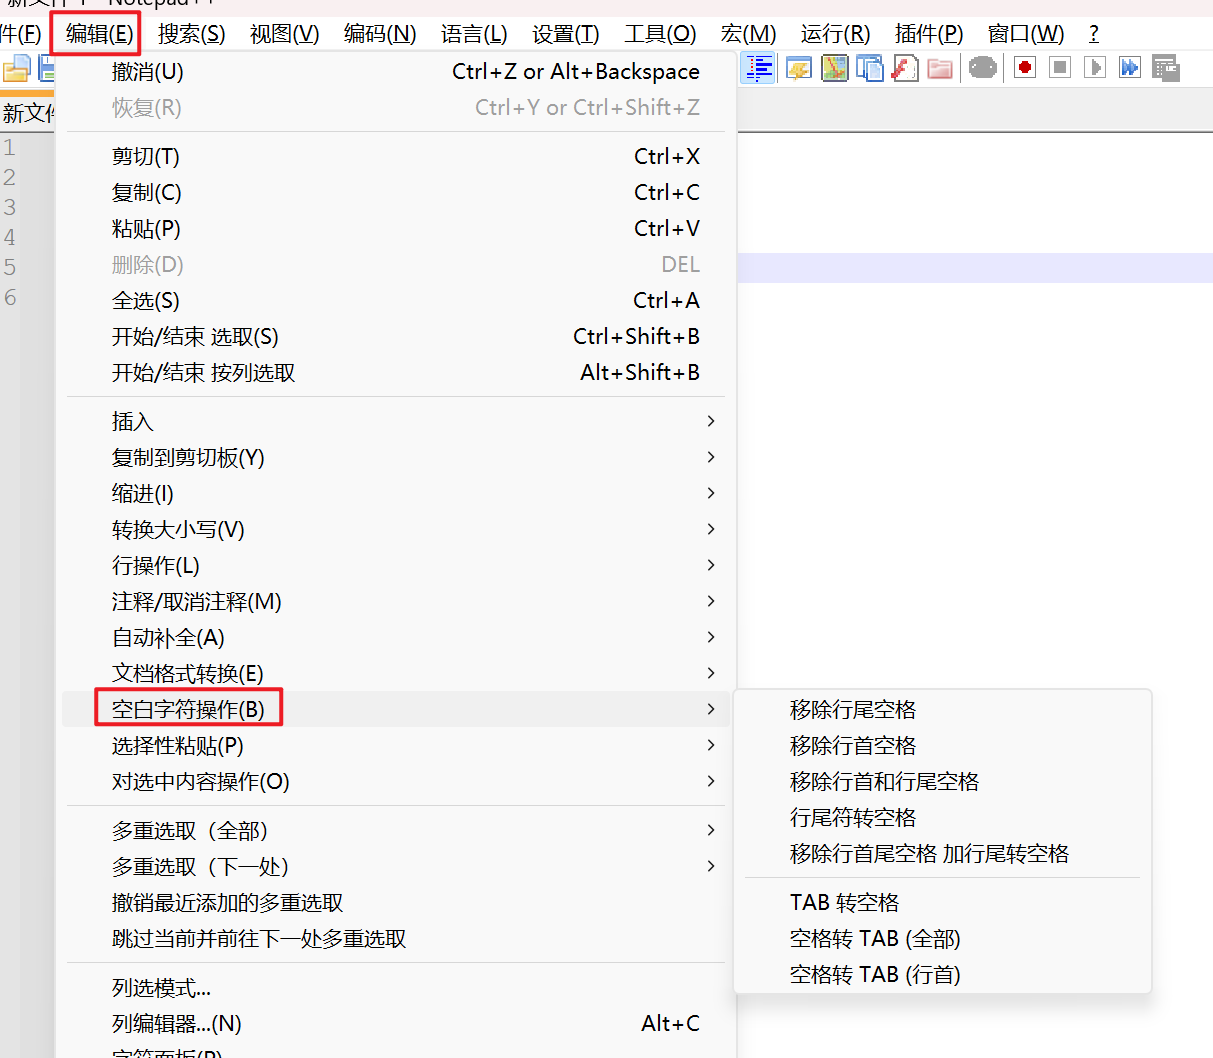 新文件 1 - Notepad++
件(F) 编辑(E) 搜索(S) 视图(V) 编码(N) 语言(L) 设置(T) 工具(O) 宏(M) 运行(R) 插件(P) 窗口(W) ?
新文件
1
2
3
4
5
6
撤消(U) Ctrl+Z or Alt+Backspace
恢复(R) Ctrl+Y or Ctrl+Shift+Z
剪切(T) Ctrl+X
复制(C) Ctrl+C
粘贴(P) Ctrl+V
删除(D) DEL
全选(S) Ctrl+A
开始/结束 选取(S) Ctrl+Shift+B
开始/结束 按列选取 Alt+Shift+B
插入
复制到剪切板(Y)
缩进(I)
转换大小写(V)
行操作(L)
注释/取消注释(M)
自动补全(A)
文档格式转换(E)
空白字符操作(B)
选择性粘贴(P)
对选中内容操作(O)
多重选取（全部）
多重选取（下一处）
撤销最近添加的多重选取
跳过当前并前往下一处多重选取
列选模式...
列编辑器...(N) Alt+C
字符面板(P)
移除行尾空格
移除行首空格
移除行首和行尾空格
行尾符转空格
移除行首尾空格 加行尾转空格
TAB 转空格
空格转 TAB (全部)
空格转 TAB (行首)